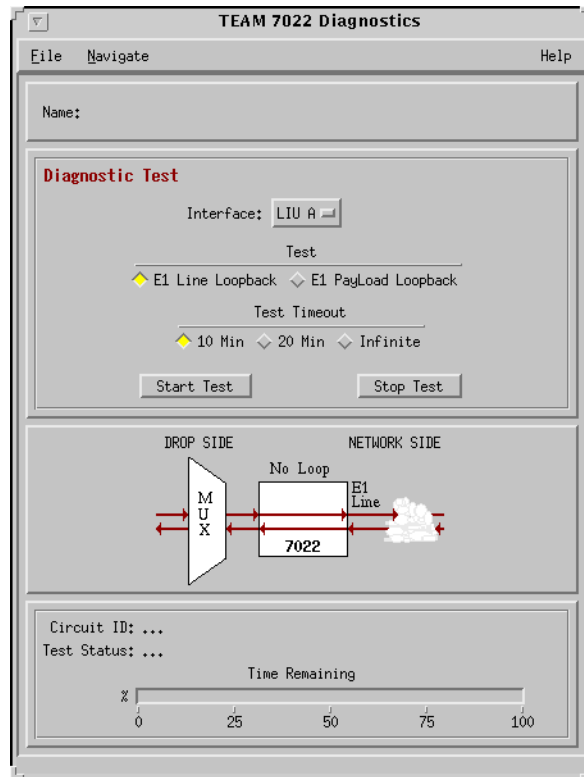 TEAM 7022 Diagnostics
File Navigate Help
Name:
Diagnostic Test
Interface: LIU A
Test
E1 Line Loopback E1 PayLoad Loopback
Test Timeout
10 Min 20 Min Infinite
Start Test Stop Test
DROP SIDE NETWORK SIDE
No Loop
E1
Line
M
U
X
7022
Circuit ID: ...
Test Status: ...
Time Remaining
%
0 25 50 75 100